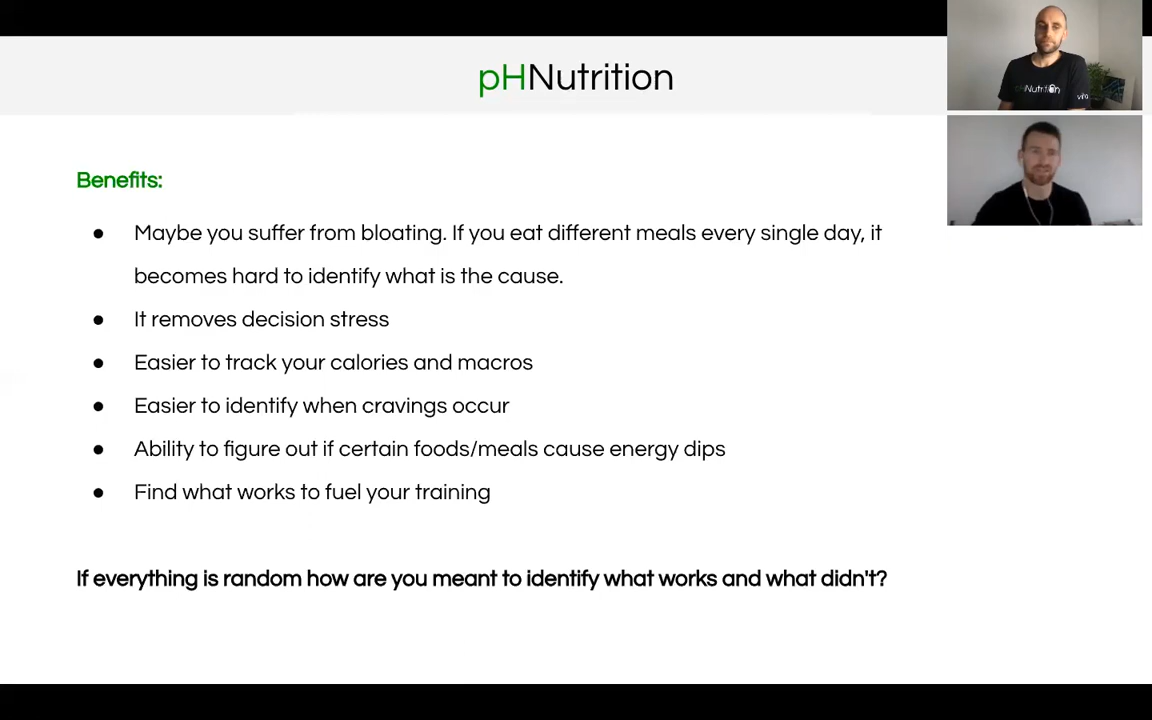 pHNutrition
Benefits:
● Maybe you suffer from bloating. If you eat different meals every single day, it
becomes hard to identify what is the cause.
● It removes decision stress
● Easier to track your calories and macros
● Easier to identify when cravings occur
● Ability to figure out if certain foods/meals cause energy dips
● Find what works to fuel your training
If everything is random how are you meant to identify what works and what didn't?
pHNutrition